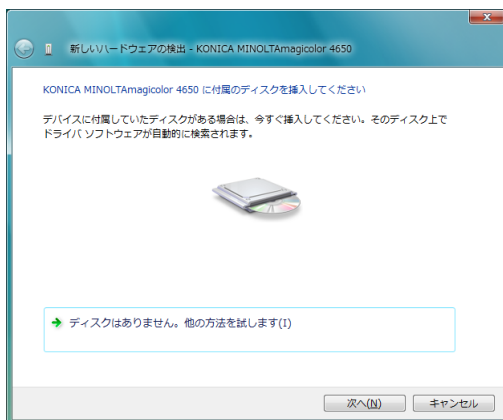 新しいハードウェアの検出 - KONICA MINOLTAmagicolor 4650
KONICA MINOLTAmagicolor 4650 に付属のディスクを挿入してください
デバイスに付属していたディスクがある場合は、今すぐ挿入してください。そのディスク上で
ドライバ ソフトウェアが自動的に検索されます。
ディスクはありません。他の方法を試します(I)
次へ(N) キャンセル